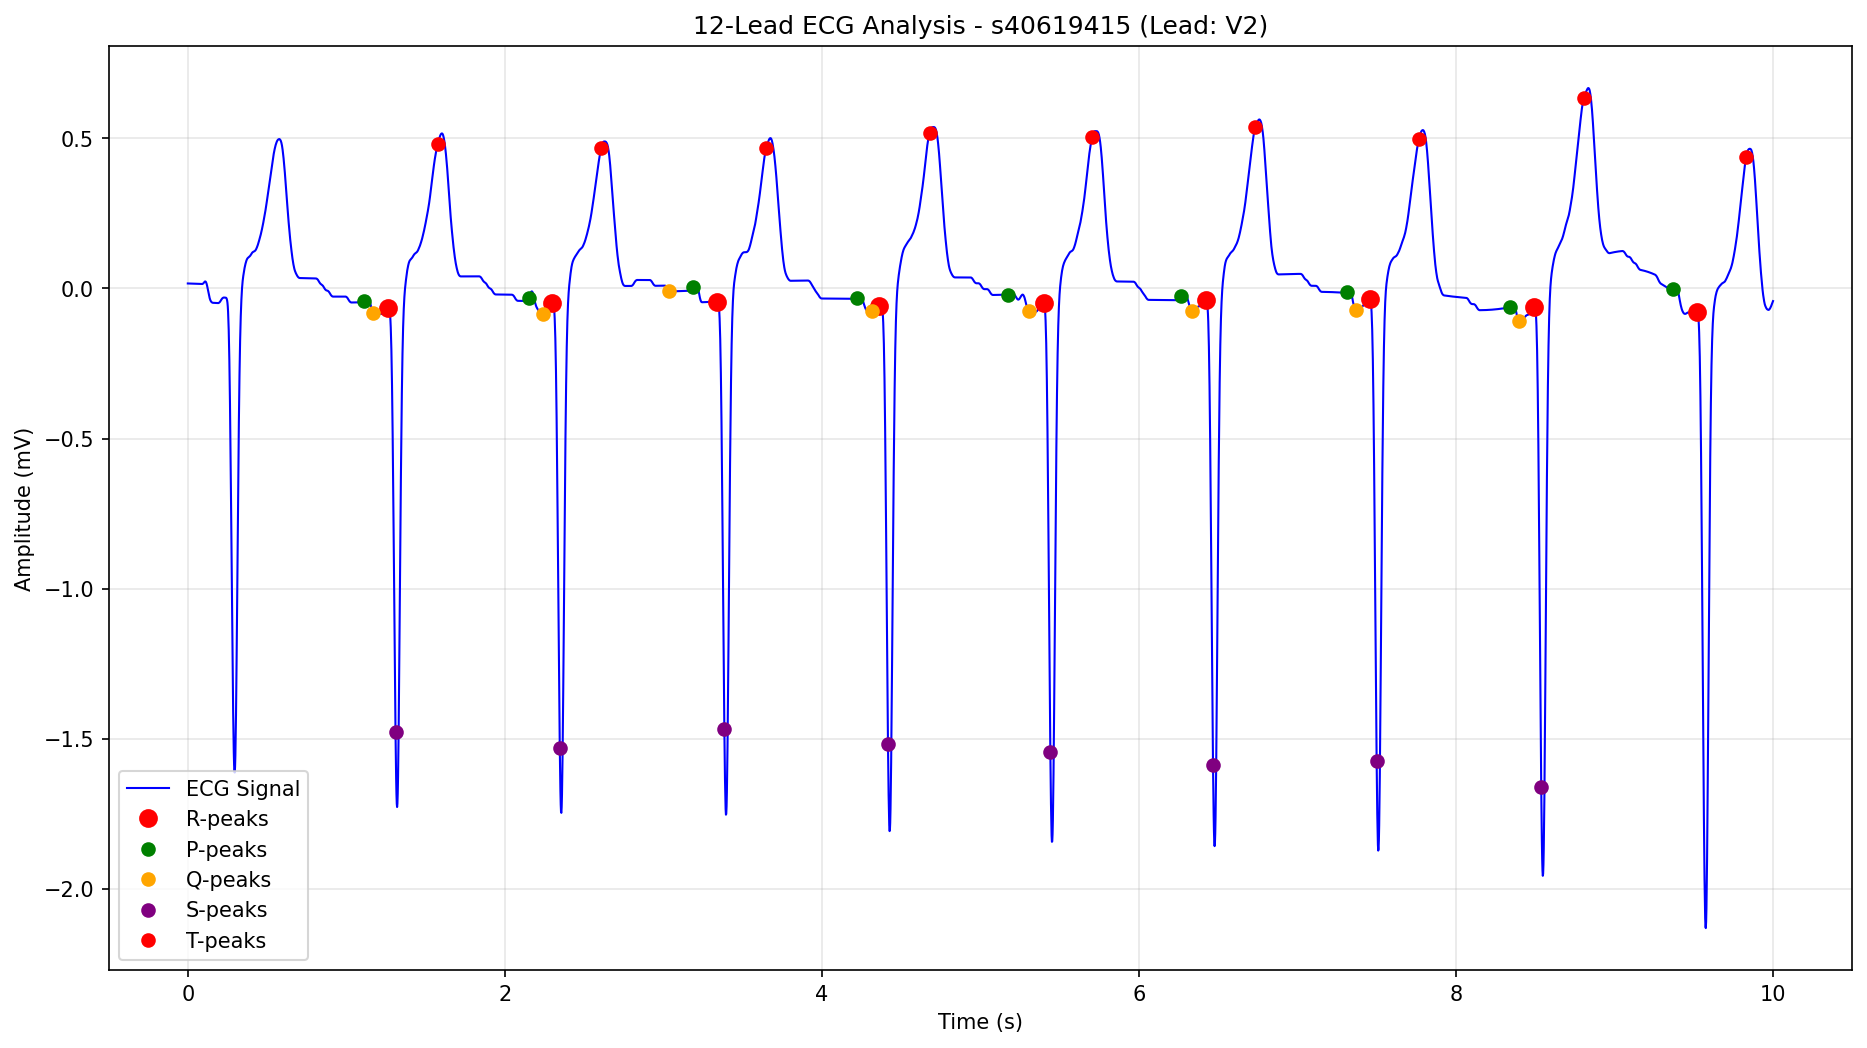 12-Lead ECG Analysis - s40619415 (Lead: V2)
Amplitude (mV)
0.5
0.0
−0.5
−1.0
−1.5
−2.0
ECG Signal
R-peaks
P-peaks
Q-peaks
S-peaks
T-peaks
0 2 4 6 8 10
Time (s)